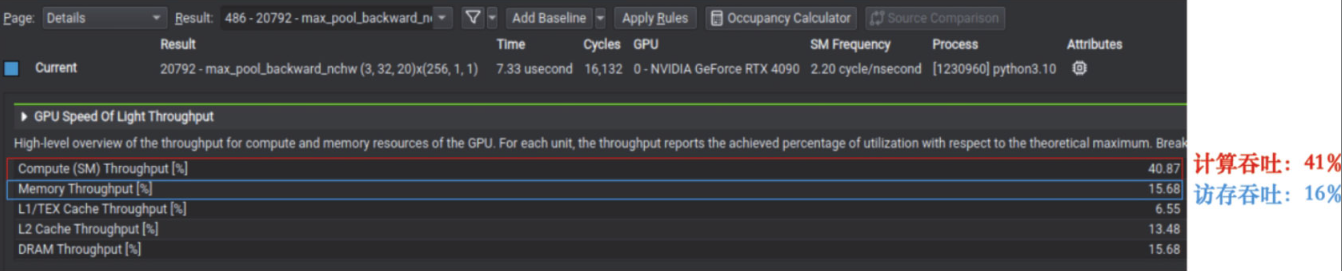 Page: Details Result: 486 - 20792 - max_pool_backward_n Add Baseline Apply Rules Occupancy Calculator Source Comparison
Result Time Cycles GPU SM Frequency Process Attributes
Current 20792 - max_pool_backward_nchw (3, 32, 20)x(256, 1, 1) 7.33 usecond 16,132 0 - NVIDIA GeForce RTX 4090 2.20 cycle/nsecond [1230960] python3.10
GPU Speed Of Light Throughput
High-level overview of the throughput for compute and memory resources of the GPU. For each unit, the throughput reports the achieved percentage of utilization with respect to the theoretical maximum. Break
Compute (SM) Throughput [%] 40.87 计算吞吐：41%
Memory Throughput [%] 15.68 访存吞吐：16%
L1/TEX Cache Throughput [%] 6.55
L2 Cache Throughput [%] 13.48
DRAM Throughput [%] 15.68